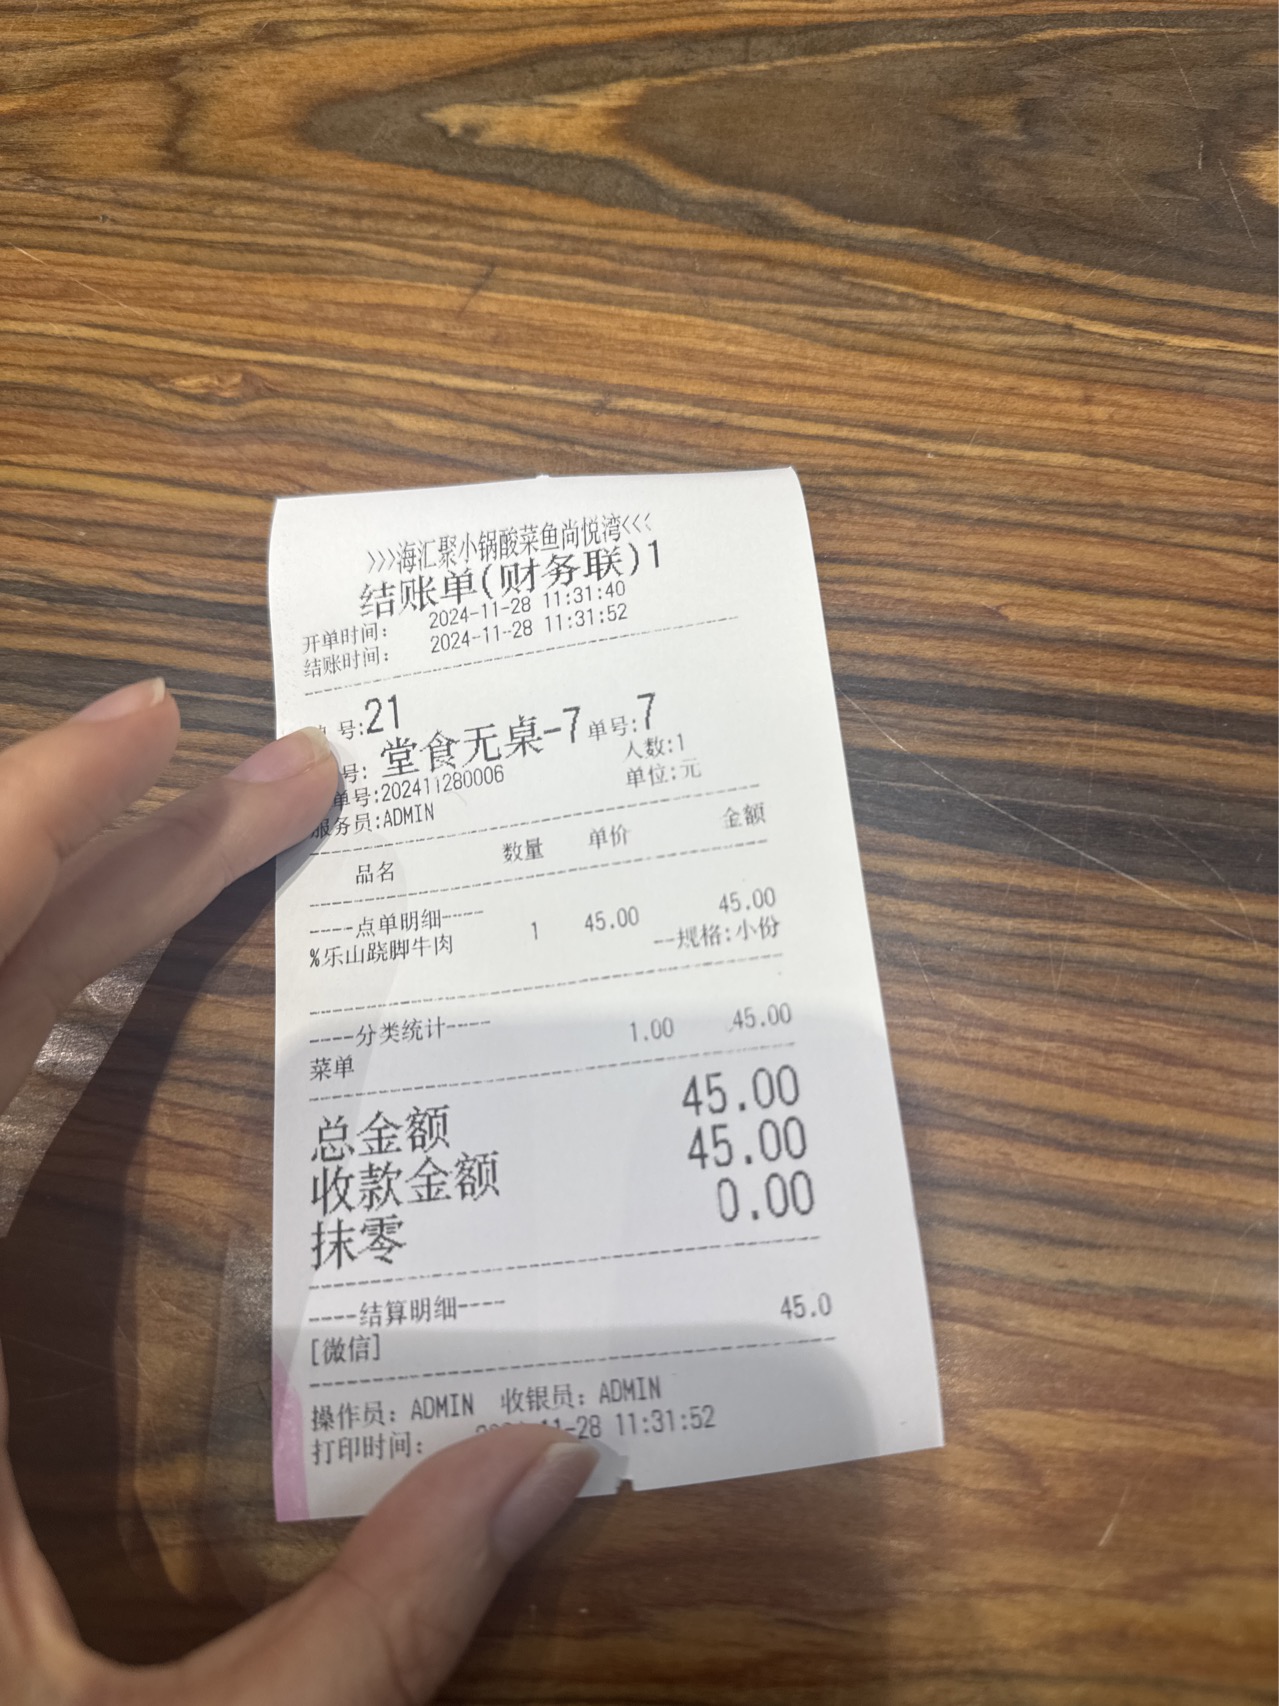 >>>海汇聚小锅酸菜鱼尚悦湾<<<
结账单(财务联)1
开单时间: 2024-11-28 11:31:40
结账时间: 2024-11-28 11:31:52
号:21
号: 堂食无桌-7 单号:7
单号:202411280006 人数:1
服务员:ADMIN 单位:元
品名 数量 单价 金额
----点单明细----
%乐山跷脚牛肉 1 45.00 45.00
--规格:小份
----分类统计----
菜单 1.00 45.00
总金额 45.00
收款金额 45.00
抹零 0.00
----结算明细----
[微信] 45.0
操作员: ADMIN 收银员: ADMIN
打印时间: 11-28 11:31:52